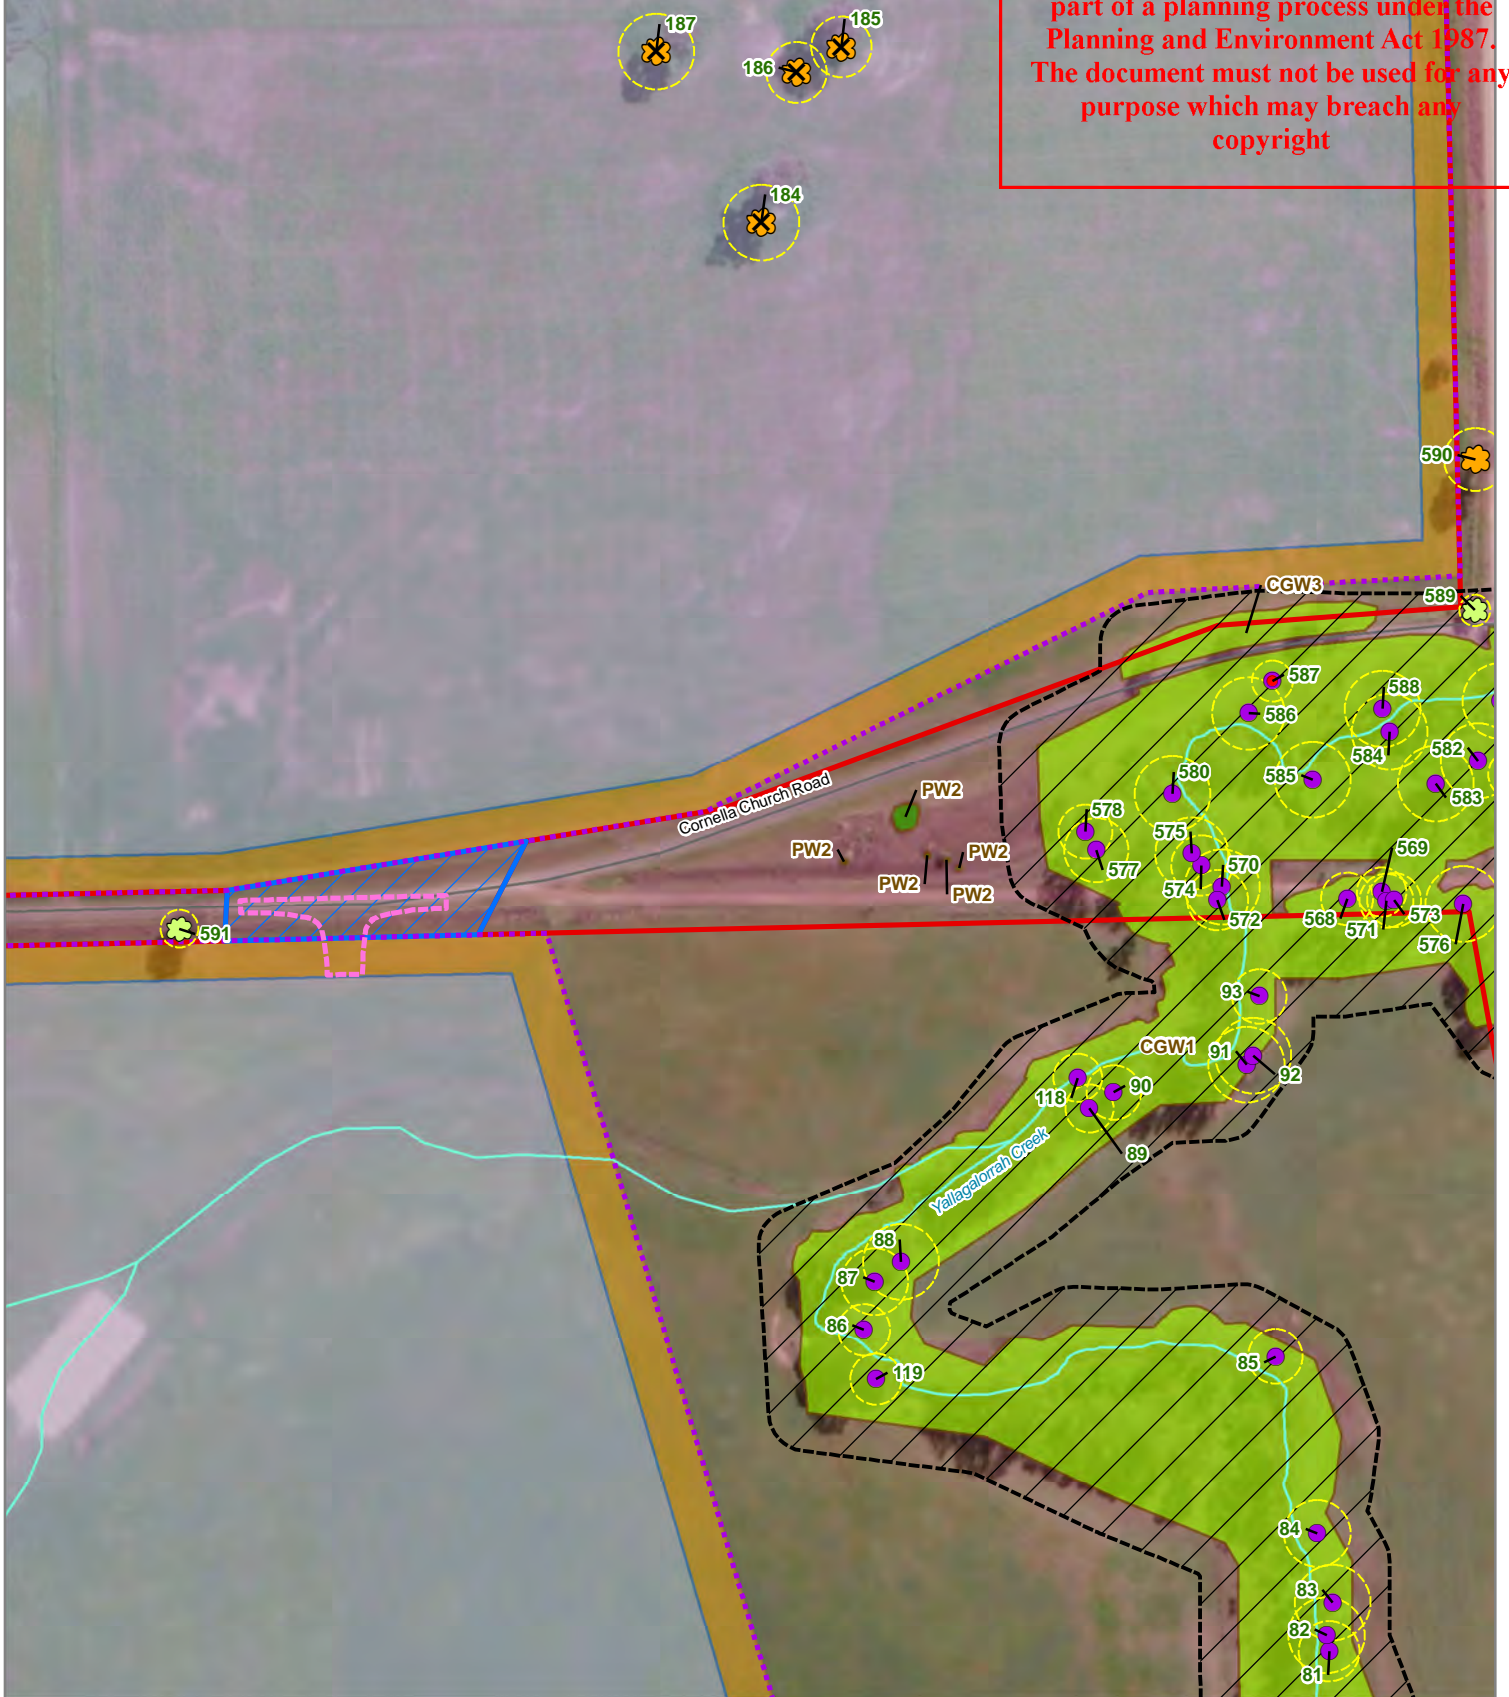 part of a planning process under the
Planning and Environment Act 1987.
The document must not be used for any
purpose which may breach any
copyright
187
185
186
184
590
CGW3
589
587
588
586
584
582
580
585
583
PW2
578
575
PW2
PW2
577
570
569
PW2
PW2
574
572
568
571
573
576
Cornella Church Road
591
93
CGW1
91
92
118
90
89
Yallagalorrah Creek
88
87
86
119
85
84
83
82
81